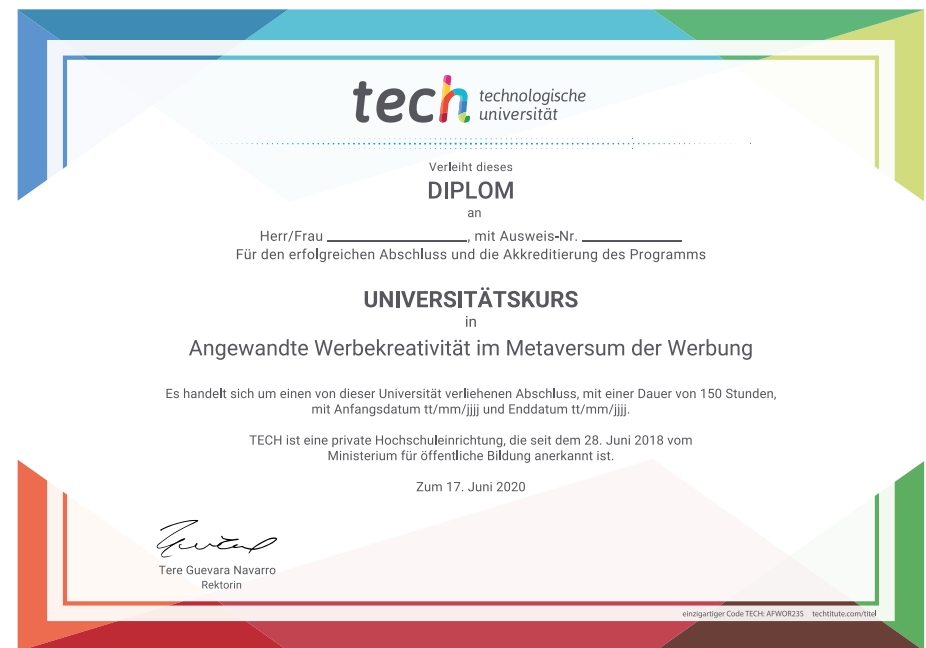 tech technologische
universität
Verleiht dieses
DIPLOM
an
Herr/Frau ____________________, mit Ausweis-Nr. ______________
Für den erfolgreichen Abschluss und die Akkreditierung des Programms
UNIVERSITÄTSKURS
in
Angewandte Werbekreativität im Metaversum der Werbung
Es handelt sich um einen von dieser Universität verliehenen Abschluss, mit einer Dauer von 150 Stunden,
mit Anfangsdatum tt/mm/jjjj und Enddatum tt/mm/jjjj.
TECH ist eine private Hochschuleinrichtung, die seit dem 28. Juni 2018 vom
Ministerium für öffentliche Bildung anerkannt ist.
Zum 17. Juni 2020
Tere Guevara Navarro
Rektorin
einzigartiger Code TECH: AFWOR23S techtitute.com/titel